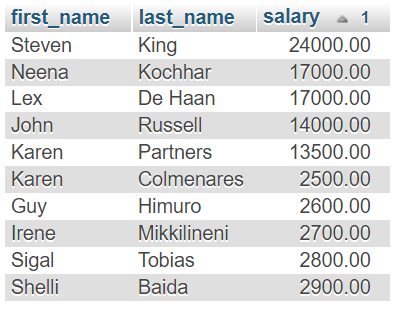 first_name last_name salary 1
Steven King 24000.00
Neena Kochhar 17000.00
Lex De Haan 17000.00
John Russell 14000.00
Karen Partners 13500.00
Karen Colmenares 2500.00
Guy Himuro 2600.00
Irene Mikkilineni 2700.00
Sigal Tobias 2800.00
Shelli Baida 2900.00